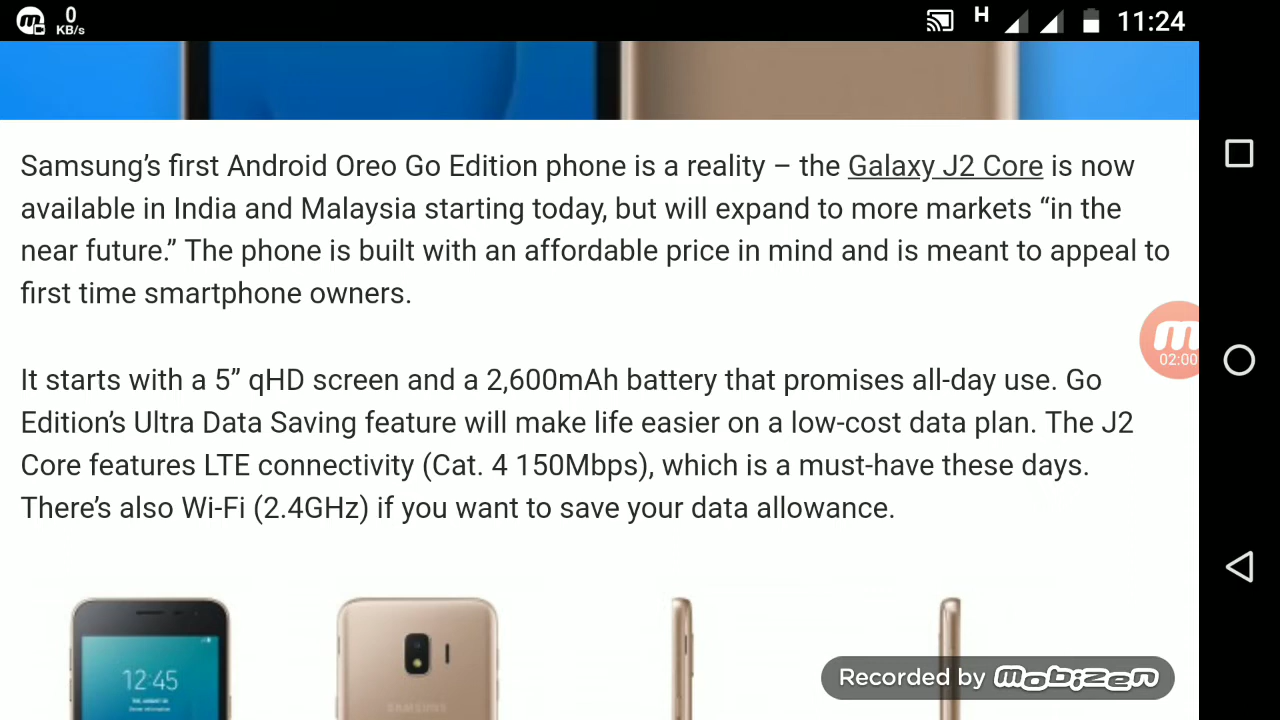 0
KB/s
H
11:24
Samsung’s first Android Oreo Go Edition phone is a reality – the Galaxy J2 Core is now
available in India and Malaysia starting today, but will expand to more markets “in the
near future.” The phone is built with an affordable price in mind and is meant to appeal to
first time smartphone owners.
02:00
It starts with a 5” qHD screen and a 2,600mAh battery that promises all-day use. Go
Edition’s Ultra Data Saving feature will make life easier on a low-cost data plan. The J2
Core features LTE connectivity (Cat. 4 150Mbps), which is a must-have these days.
There’s also Wi-Fi (2.4GHz) if you want to save your data allowance.
12:45
SAMSUNG
Recorded by mobizen